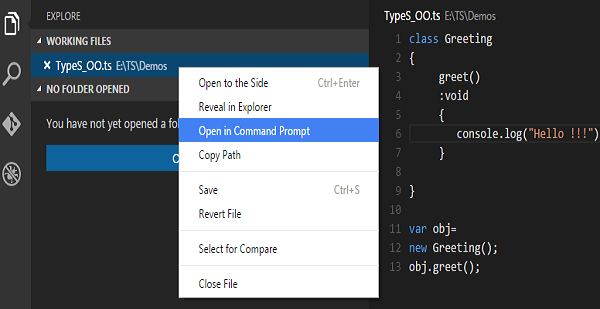 EXPLORE
WORKING FILES
× TypeS_OO.ts E:\TS\Demos
NO FOLDER OPENED
You have not yet opened a fo
O
Open to the Side Ctrl+Enter
Reveal in Explorer
Open in Command Prompt
Copy Path
Save Ctrl+S
Revert File
Select for Compare
Close File
TypeS_OO.ts E:\TS\Demos
1 class Greeting
2 {
3 greet()
4 :void
5 {
6 console.log("Hello !!!")
7 }
8
9 }
10
11 var obj=
12 new Greeting();
13 obj.greet();